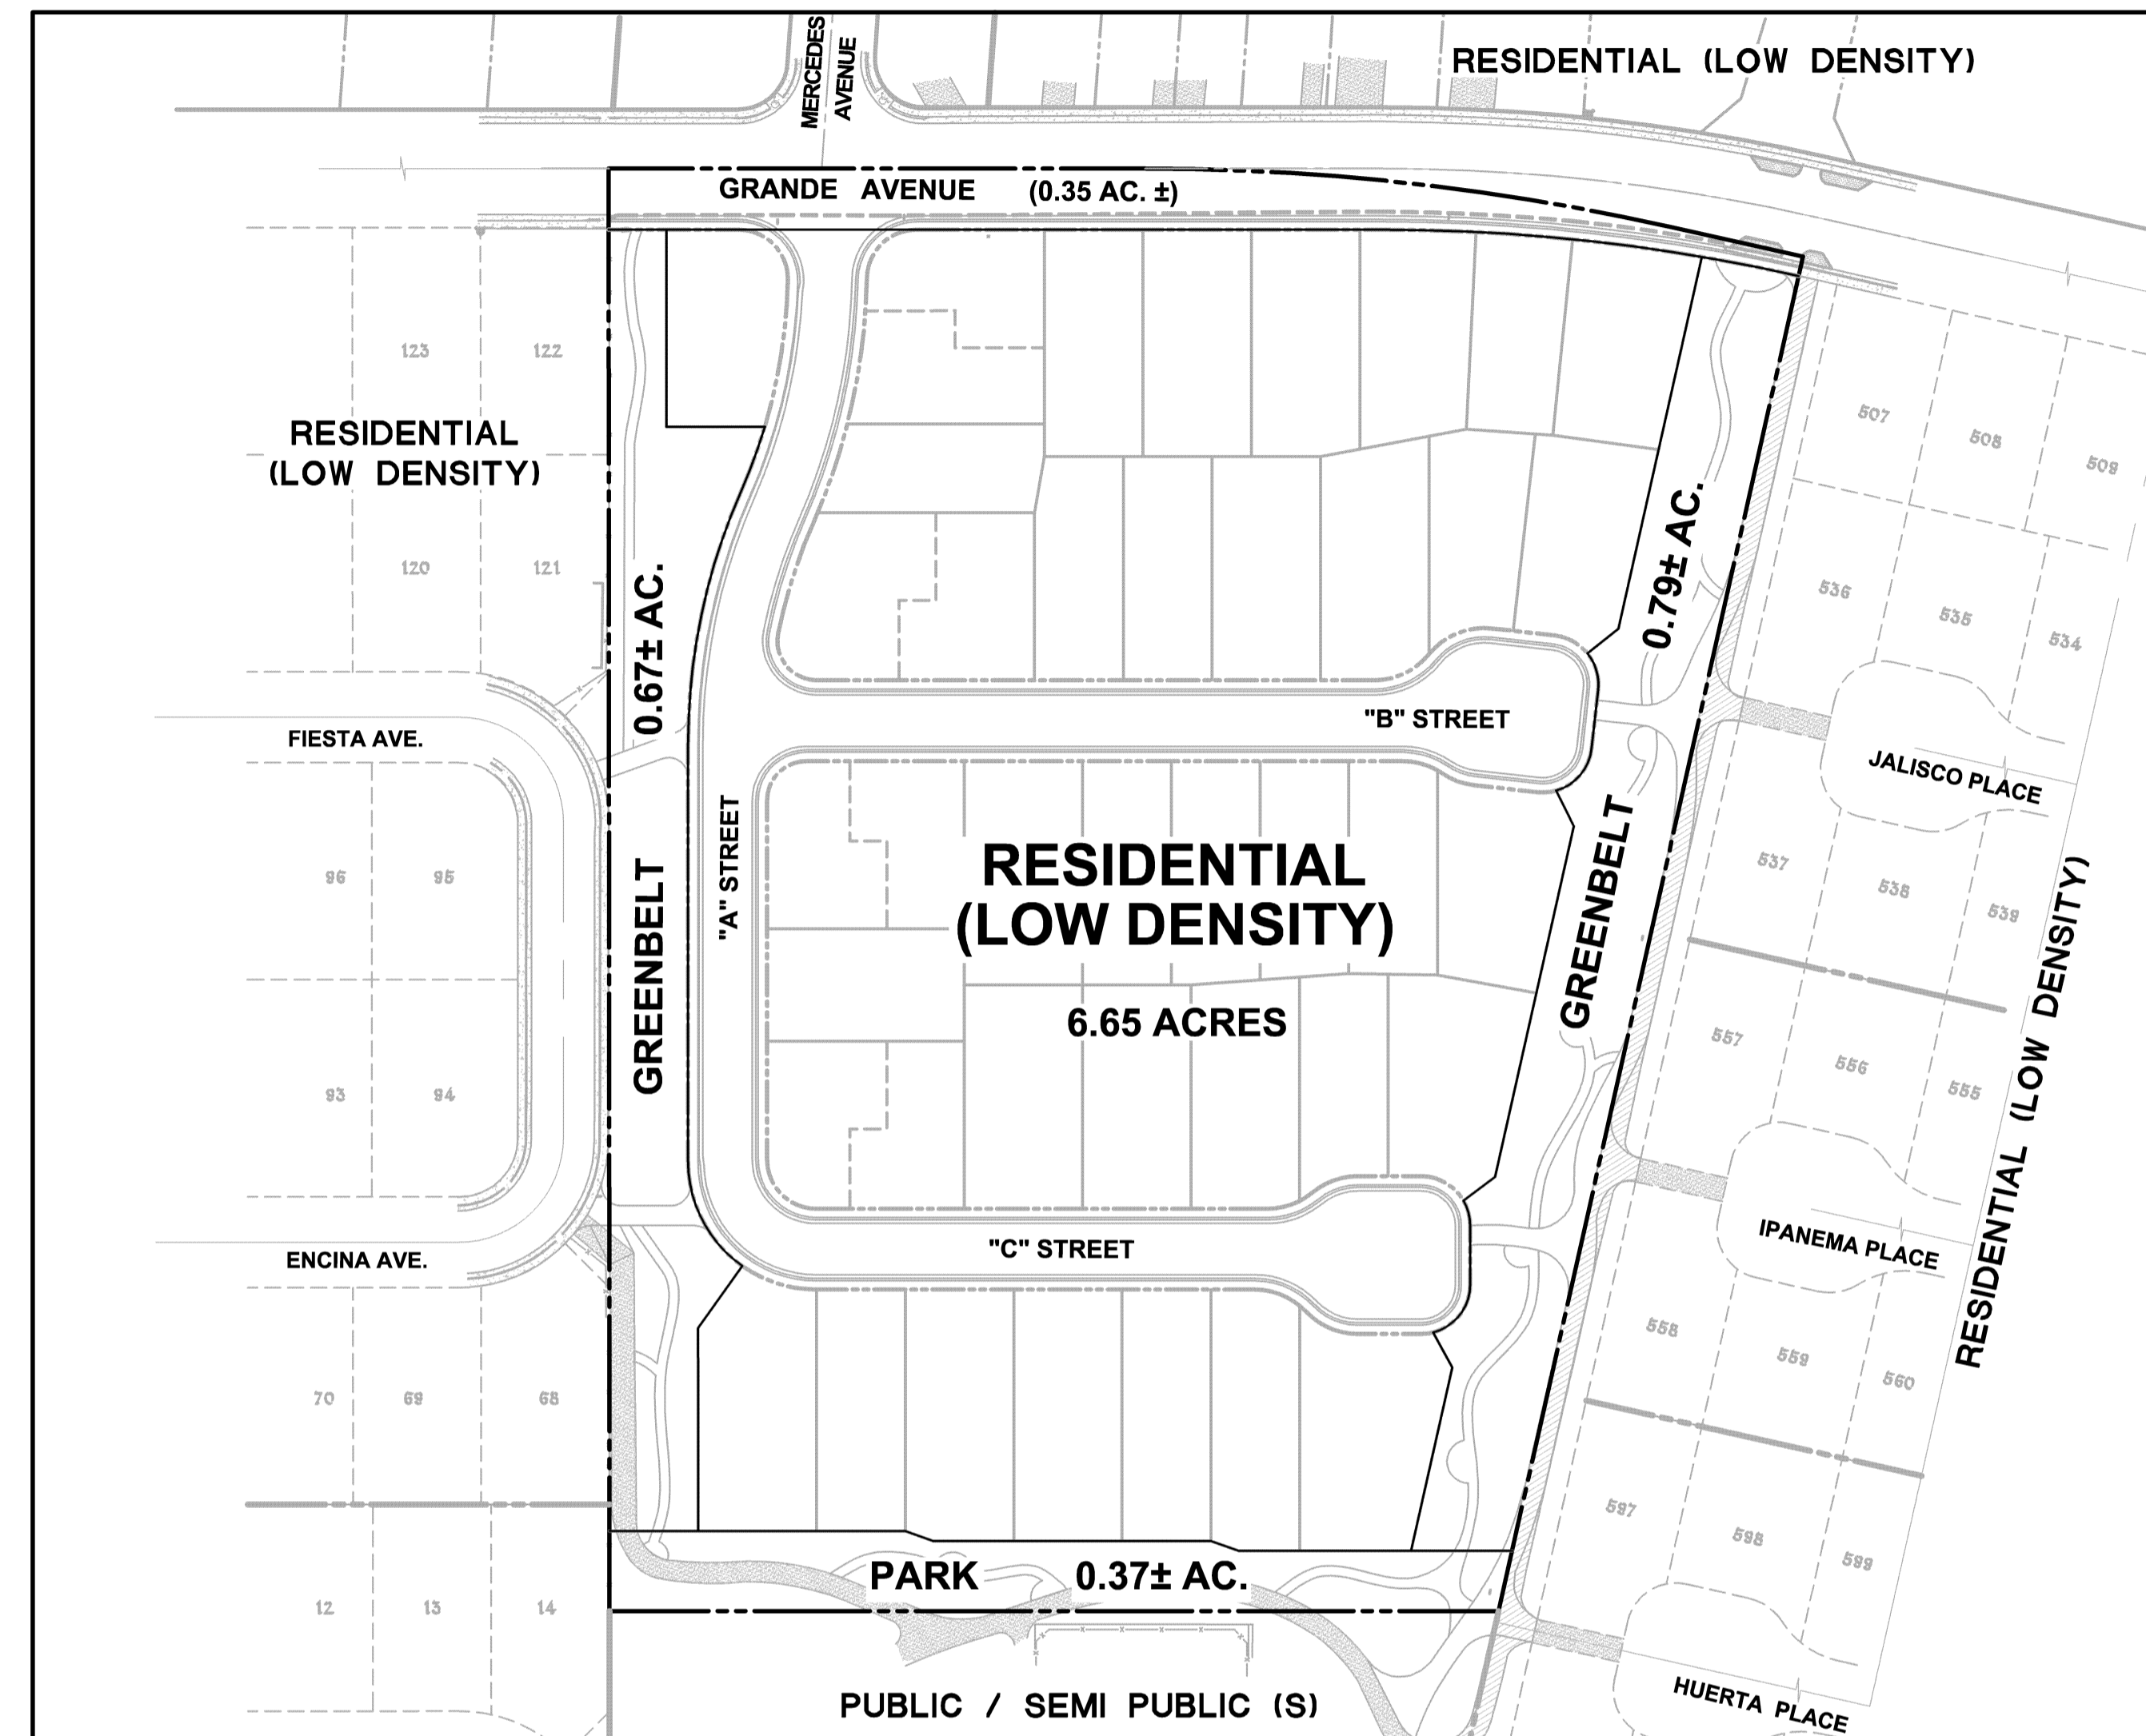 MERCEDES
AVENUE
RESIDENTIAL (LOW DENSITY)
GRANDE AVENUE (0.35 AC. ±)
123
122
RESIDENTIAL
(LOW DENSITY)
120
121
0.67± AC.
0.79± AC.
507
508
509
536
535
534
"B" STREET
FIESTA AVE.
JALISCO PLACE
"A" STREET
GREENBELT
RESIDENTIAL
(LOW DENSITY)
6.65 ACRES
GREENBELT
96
95
93
94
537
538
539
557
556
555
RESIDENTIAL (LOW DENSITY)
"C" STREET
ENCINA AVE.
IPANEMA PLACE
70
69
68
558
559
560
12
13
14
597
598
599
PARK 0.37± AC.
PUBLIC / SEMI PUBLIC (S)
HUERTA PLACE